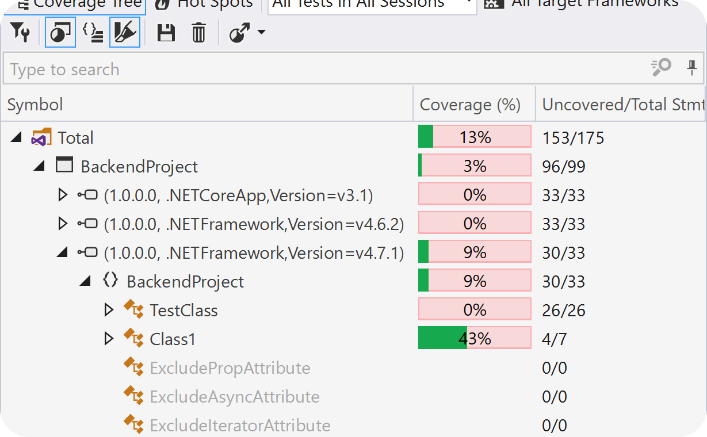 Coverage Tree Hot Spots All Tests in All Sessions All Target Frameworks
Type to search
Symbol Coverage (%) Uncovered/Total Stmt
Total 13% 153/175
BackendProject 3% 96/99
(1.0.0.0, .NETCoreApp,Version=v3.1) 0% 33/33
(1.0.0.0, .NETFramework,Version=v4.6.2) 0% 33/33
(1.0.0.0, .NETFramework,Version=v4.7.1) 9% 30/33
BackendProject 9% 30/33
TestClass 0% 26/26
Class1 43% 4/7
ExcludePropAttribute 0/0
ExcludeAsyncAttribute 0/0
ExcludeIteratorAttribute 0/0